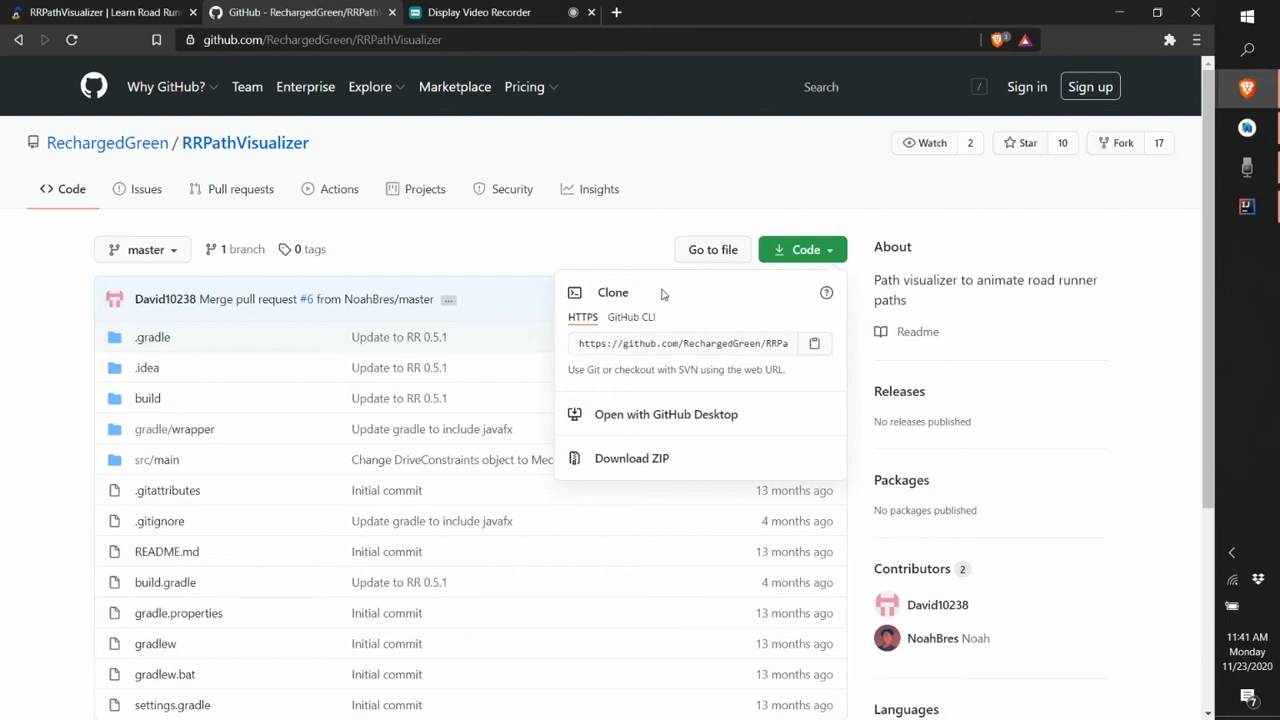 RRPathVisualizer | Learn Road Run
GitHub - RechargedGreen/RRPath
Display Video Recorder
github.com/RechargedGreen/RRPathVisualizer
Why GitHub?
Team
Enterprise
Explore
Marketplace
Pricing
Search
/
Sign in
Sign up
RechargedGreen / RRPathVisualizer
Watch 2
Star 10
Fork 17
Code
Issues
Pull requests
Actions
Projects
Security
Insights
master
1 branch
0 tags
Go to file
Code
About
Path visualizer to animate road runner
paths
Readme
Releases
No releases published
Packages
No packages published
Contributors 2
David10238
NoahBres Noah
Languages
David10238 Merge pull request #6 from NoahBres/master ...
.gradle Update to RR 0.5.1
.idea Update to RR 0.5.1
build Update to RR 0.5.1
gradle/wrapper Update gradle to include javafx
src/main Change DriveConstraints object to Mec
.gitattributes Initial commit 13 months ago
.gitignore Update gradle to include javafx 4 months ago
README.md Initial commit 13 months ago
build.gradle Update to RR 0.5.1 4 months ago
gradle.properties Initial commit 13 months ago
gradlew Initial commit 13 months ago
gradlew.bat Initial commit 13 months ago
settings.gradle Initial commit 13 months ago
Clone
HTTPS GitHub CLI
https://github.com/RechargedGreen/RRPa
Use Git or checkout with SVN using the web URL.
Open with GitHub Desktop
Download ZIP
11:41 AM
Monday
11/23/2020
7